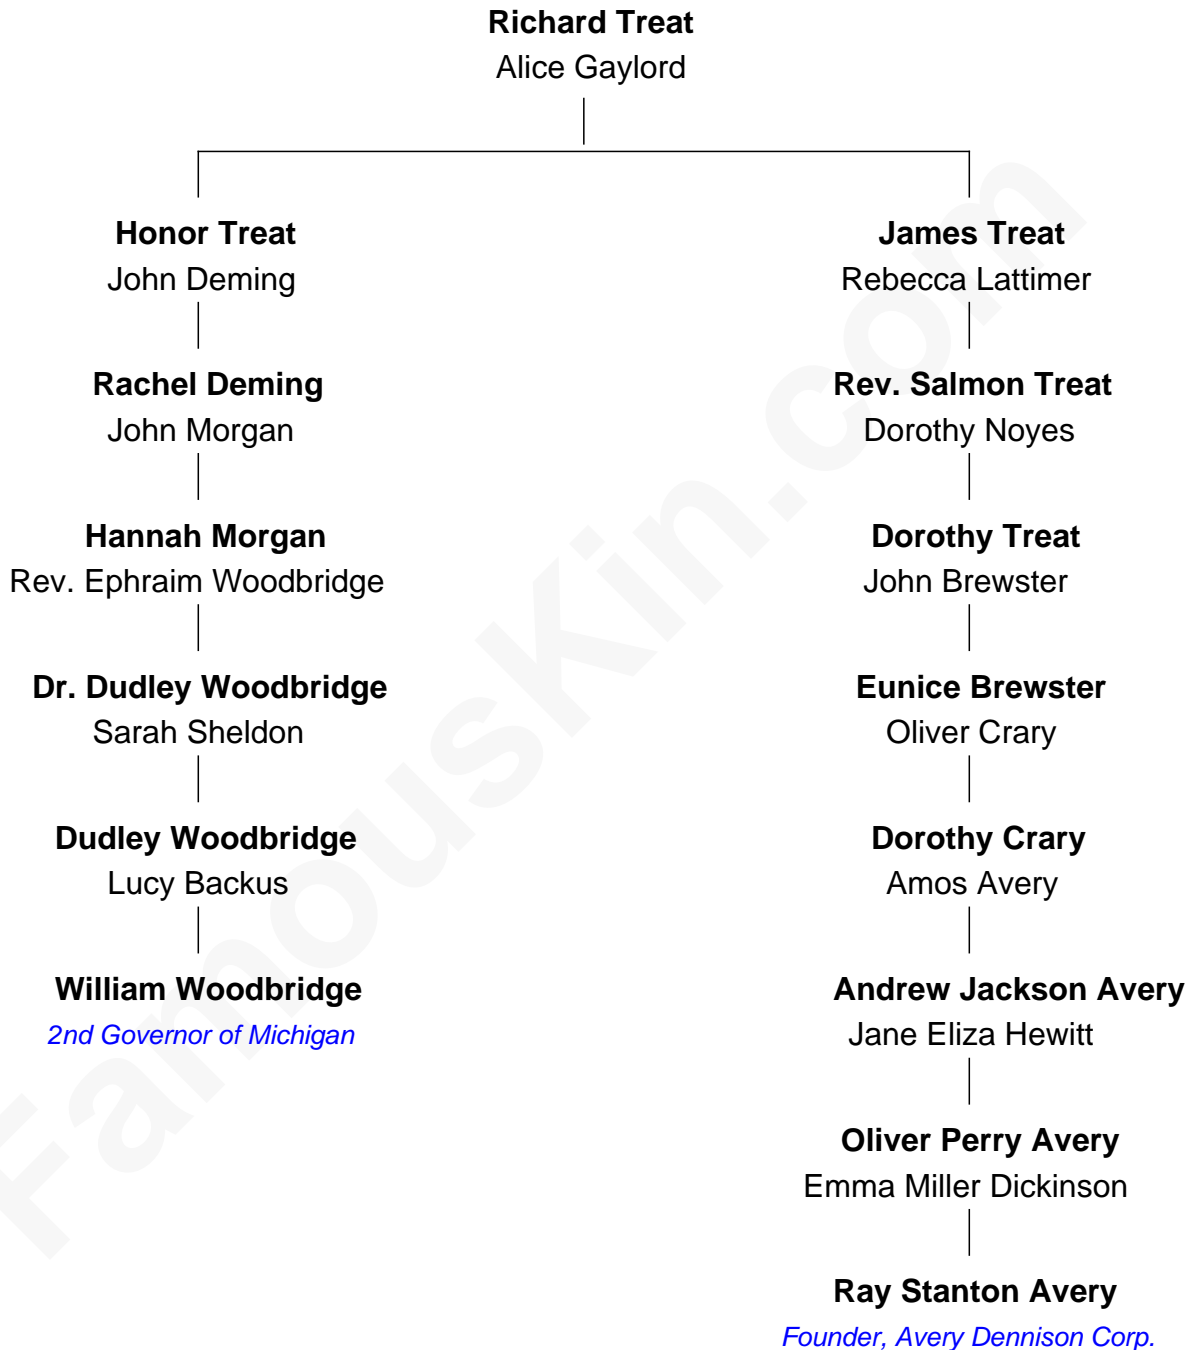 Richard Treat
Alice Gaylord
Honor Treat
John Deming
Rachel Deming
John Morgan
Hannah Morgan
Rev. Ephraim Woodbridge
Dr. Dudley Woodbridge
Sarah Sheldon
Dudley Woodbridge
Lucy Backus
William Woodbridge
2nd Governor of Michigan
James Treat
Rebecca Lattimer
Rev. Salmon Treat
Dorothy Noyes
Dorothy Treat
John Brewster
Eunice Brewster
Oliver Crary
Dorothy Crary
Amos Avery
Andrew Jackson Avery
Jane Eliza Hewitt
Oliver Perry Avery
Emma Miller Dickinson
Ray Stanton Avery
Founder, Avery Dennison Corp.
FamousKin.com